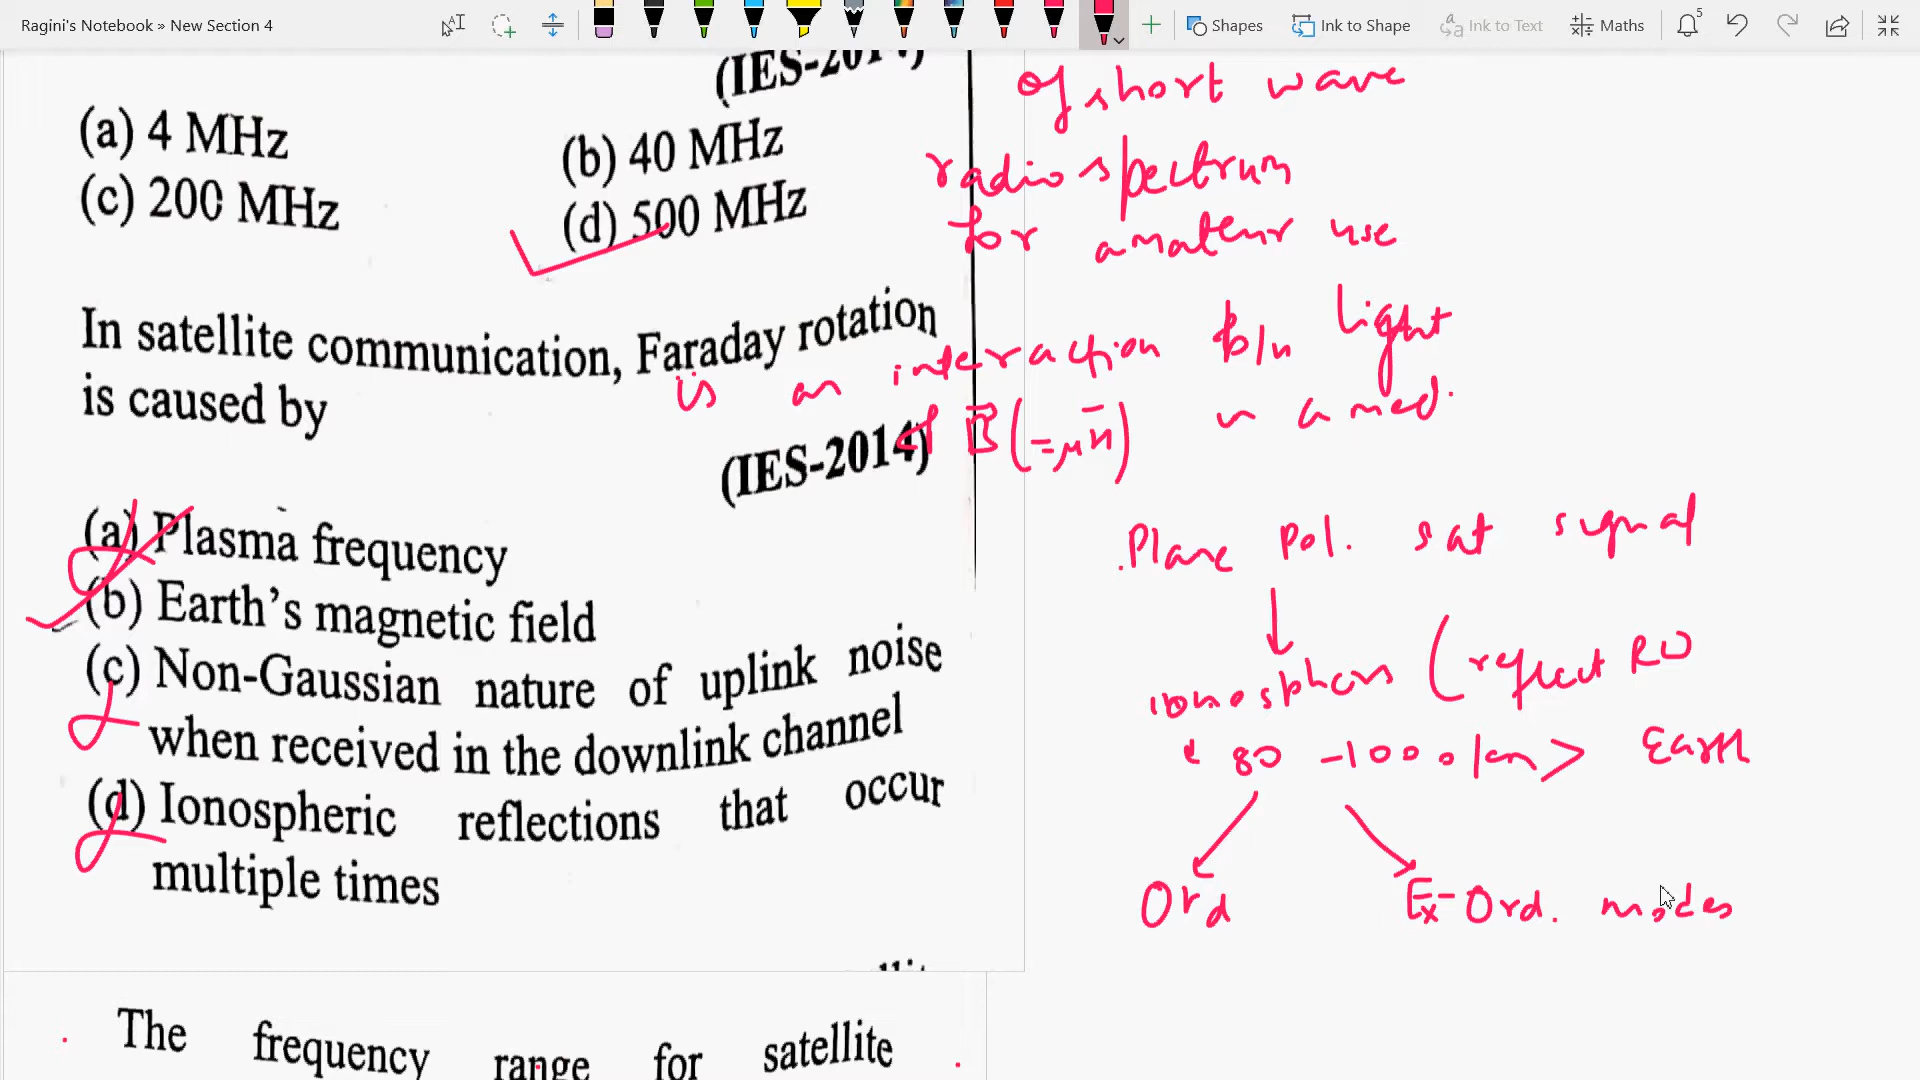 Ragini's Notebook » New Section 4
Shapes
Ink to Shape
Ink to Text
Maths
5
(IES-2014)
(a) 4 MHz
(b) 40 MHz
(c) 200 MHz
(d) 500 MHz
In satellite communication, Faraday rotation
is caused by
(IES-2014)
(a) Plasma frequency
(b) Earth's magnetic field
(c) Non-Gaussian nature of uplink noise
when received in the downlink channel
(d) Ionospheric reflections that occur
multiple times
The frequency range for satellite
of short wave
radio spectrum
for amateur use
is an interaction b/n light
B (=μH) in a med.
Plane Pol. sat signal
(reflect RW
80 - 1000 km > Earth
Ord
Ex-Ord. modes